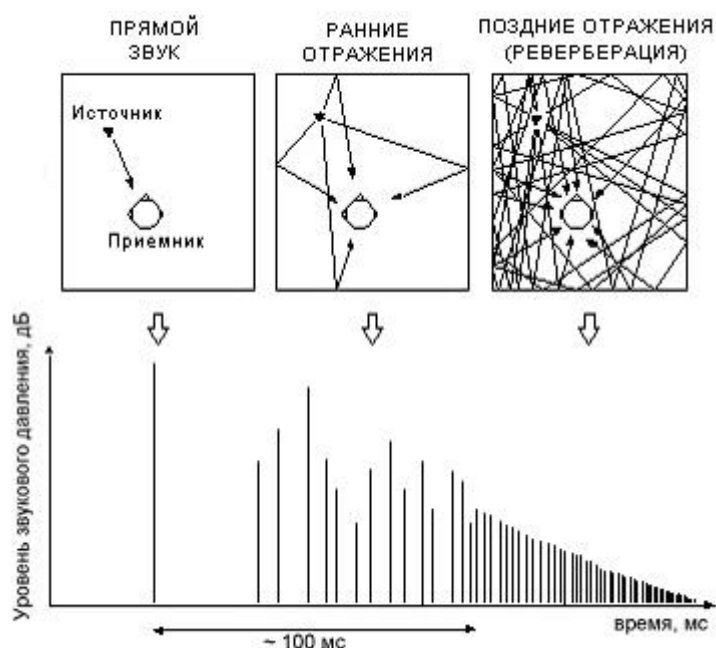 ПРЯМОЙ
ЗВУК
РАННИЕ
ОТРАЖЕНИЯ
ПОЗДНИЕ ОТРАЖЕНИЯ
(РЕВЕРБЕРАЦИЯ)
Источник
Приемник
Уровень звукового давления, дБ
время, мс
~ 100 мс